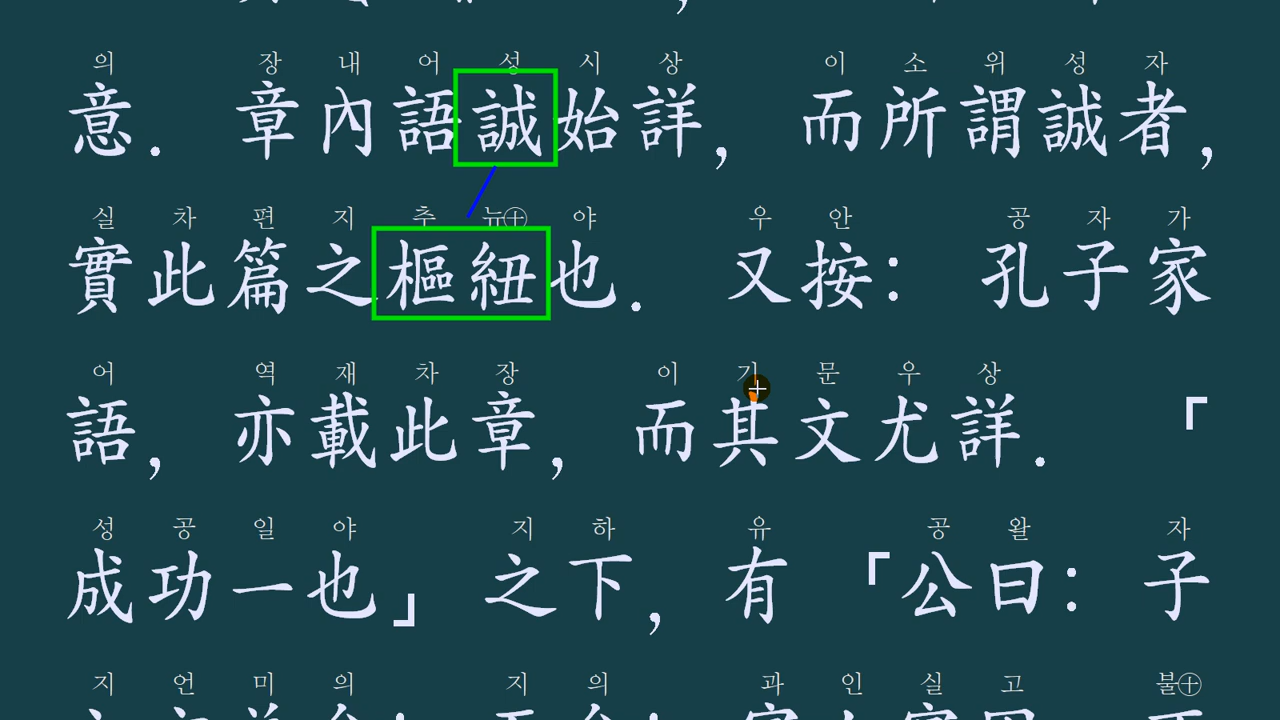 의 장 내 어 성 시 상 이 소 위 성 자
意. 章內語誠始詳, 而所謂誠者,
실 차 편 지 추 뉴㊉ 야 우 안 공 자 가
實此篇之樞紐也. 又按: 孔子家
어 역 재 차 장 이 기 문 우 상
語, 亦載此章, 而其文尤詳. 「
성 공 일 야 지 하 유 공 왈 자
成功一也」 之下, 有 「公曰: 子
지 언 미 의 지 의 과 인 실 고 불㊉